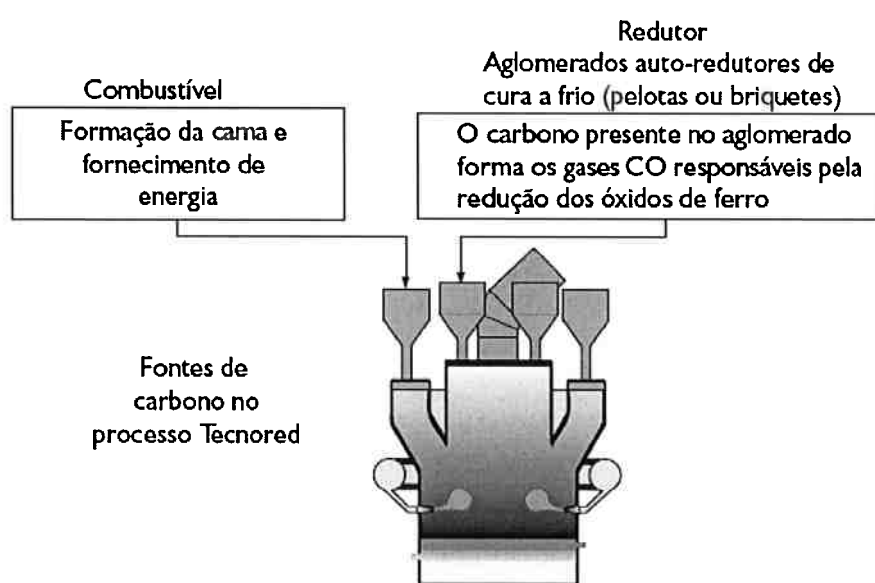 Combustível
Formação da cama e
fornecimento de
energia
Redutor
Aglomerados auto-redutores de
cura a frio (pelotas ou briquetes)
O carbono presente no aglomerado
forma os gases CO responsáveis pela
redução dos óxidos de ferro
Fontes de
carbono no
processo Tecnored